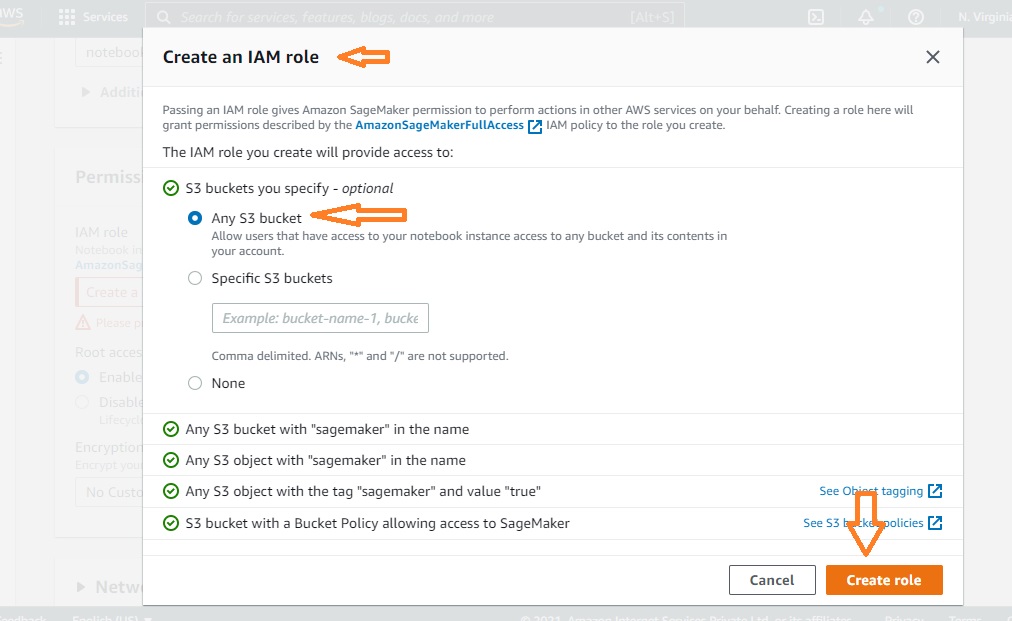 AWS
Services
Search for services, features, blogs, docs, and more
[Alt+S]
N. Virginia
notebook
Create an IAM role
Passing an IAM role gives Amazon SageMaker permission to perform actions in other AWS services on your behalf. Creating a role here will
grant permissions described by the AmazonSageMakerFullAccess IAM policy to the role you create.
The IAM role you create will provide access to:
S3 buckets you specify - optional
Any S3 bucket
Allow users that have access to your notebook instance access to any bucket and its contents in
your account.
Specific S3 buckets
Example: bucket-name-1, bucke
Comma delimited. ARNs, "*" and "/" are not supported.
None
Any S3 bucket with "sagemaker" in the name
Any S3 object with "sagemaker" in the name
Any S3 object with the tag "sagemaker" and value "true"
See Object tagging
S3 bucket with a Bucket Policy allowing access to SageMaker
See S3 bucket policies
Cancel
Create role
Additi
Permiss
IAM role
Notebook in
AmazonSag
Create a
Please p
Root acces
Enable
Disable
Lifecycl
Encryption
Encrypt your
No Custo
Netwo
eedback
English (US)
© 2021, Amazon Internet Services Private Ltd. or its affiliates.
Privacy
Terms